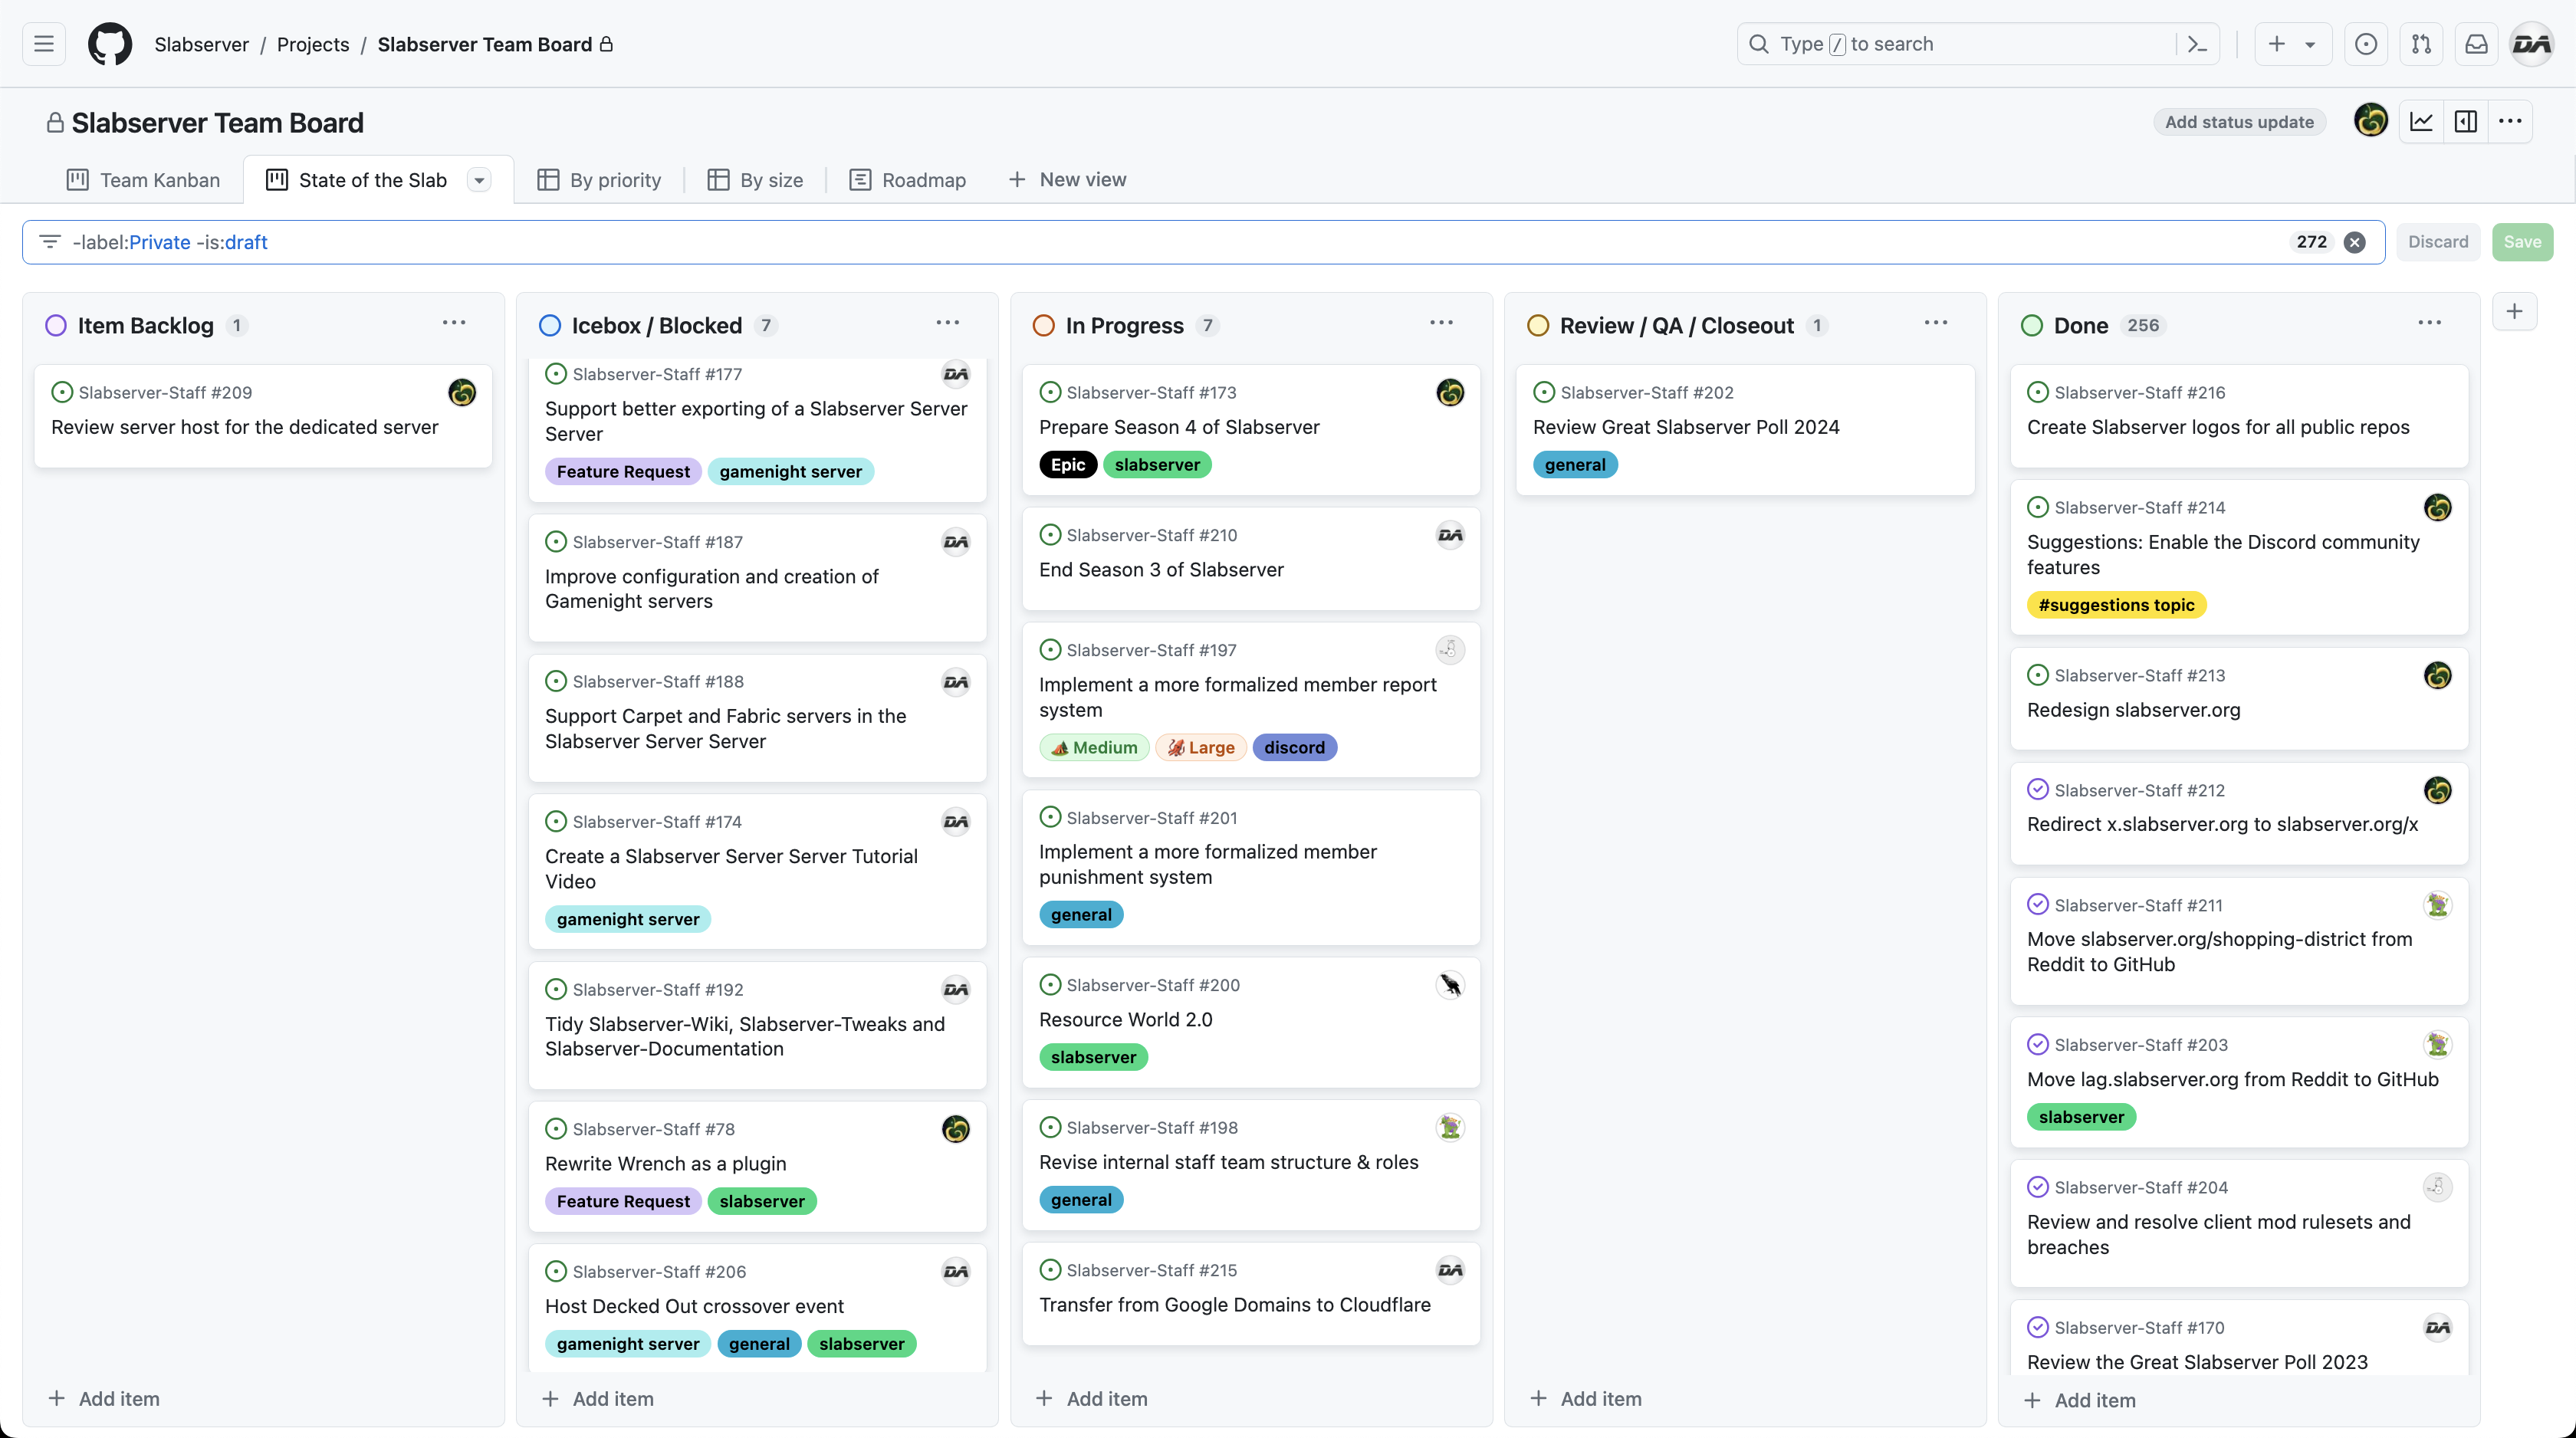 Slabserver / Projects / Slabserver Team Board
Type / to search
DA
Slabserver Team Board
Add status update
Team Kanban
State of the Slab
By priority
By size
Roadmap
New view
-label:Private -is:draft
272
Discard
Save
Item Backlog 1
Slabserver-Staff #209
Review server host for the dedicated server
Add item
Icebox / Blocked 7
Slabserver-Staff #177
DA
Support better exporting of a Slabserver Server
Server
Feature Request
gamenight server
Slabserver-Staff #187
DA
Improve configuration and creation of
Gamenight servers
Slabserver-Staff #188
DA
Support Carpet and Fabric servers in the
Slabserver Server Server
Slabserver-Staff #174
DA
Create a Slabserver Server Server Tutorial
Video
gamenight server
Slabserver-Staff #192
DA
Tidy Slabserver-Wiki, Slabserver-Tweaks and
Slabserver-Documentation
Slabserver-Staff #78
Rewrite Wrench as a plugin
Feature Request
slabserver
Slabserver-Staff #206
DA
Host Decked Out crossover event
gamenight server
general
slabserver
Add item
In Progress 7
Slabserver-Staff #173
Prepare Season 4 of Slabserver
Epic
slabserver
Slabserver-Staff #210
DA
End Season 3 of Slabserver
Slabserver-Staff #197
Implement a more formalized member report
system
Medium
Large
discord
Slabserver-Staff #201
Implement a more formalized member
punishment system
general
Slabserver-Staff #200
Resource World 2.0
slabserver
Slabserver-Staff #198
Revise internal staff team structure & roles
general
Slabserver-Staff #215
DA
Transfer from Google Domains to Cloudflare
Add item
Review / QA / Closeout 1
Slabserver-Staff #202
Review Great Slabserver Poll 2024
general
Add item
Done 256
Slabserver-Staff #216
Create Slabserver logos for all public repos
Slabserver-Staff #214
Suggestions: Enable the Discord community
features
#suggestions topic
Slabserver-Staff #213
Redesign slabserver.org
Slabserver-Staff #212
Redirect x.slabserver.org to slabserver.org/x
Slabserver-Staff #211
Move slabserver.org/shopping-district from
Reddit to GitHub
Slabserver-Staff #203
Move lag.slabserver.org from Reddit to GitHub
slabserver
Slabserver-Staff #204
Review and resolve client mod rulesets and
breaches
Slabserver-Staff #170
DA
Review the Great Slabserver Poll 2023
Add item